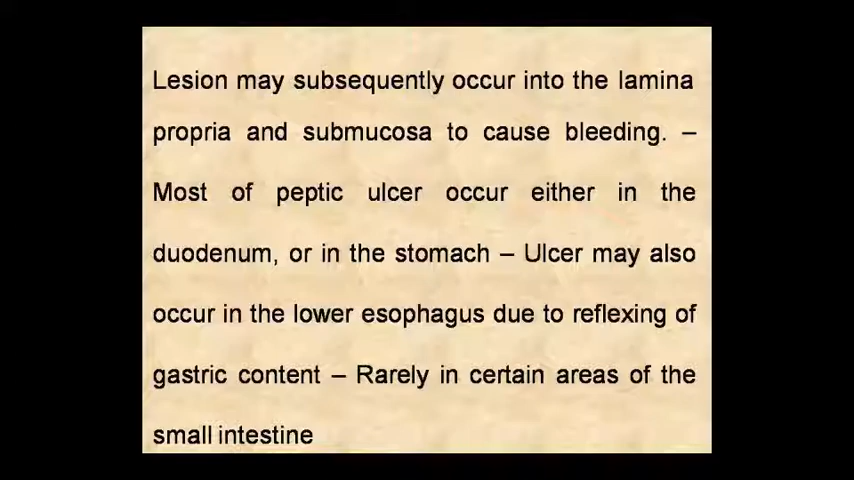 Lesion may subsequently occur into the lamina
propria and submucosa to cause bleeding. –
Most of peptic ulcer occur either in the
duodenum, or in the stomach – Ulcer may also
occur in the lower esophagus due to reflexing of
gastric content – Rarely in certain areas of the
small intestine